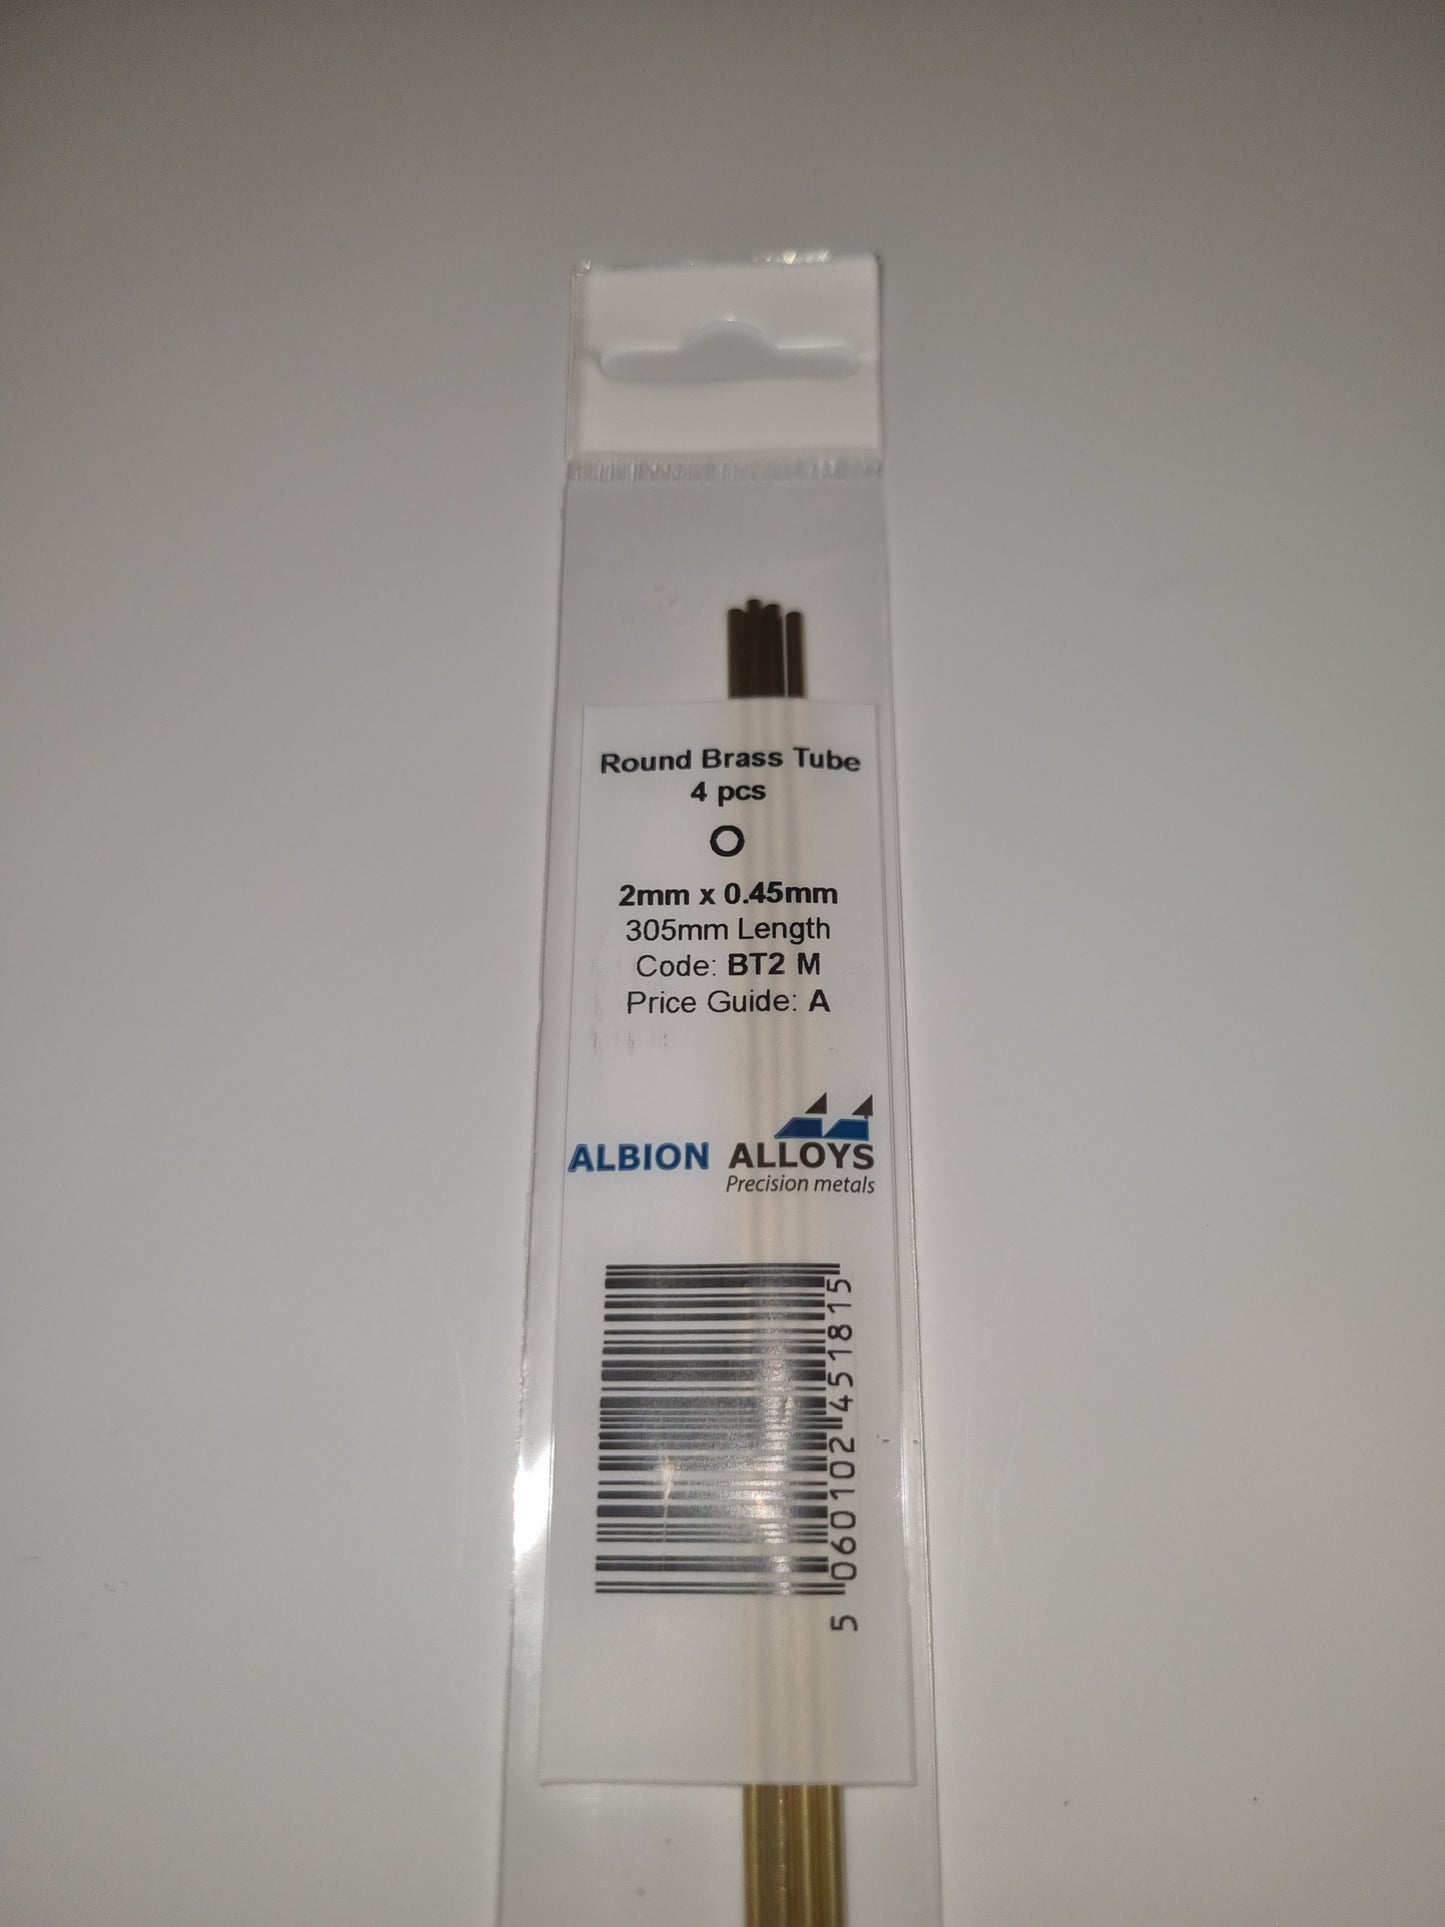 Round Brass Tube
4 pcs
2mm x 0.45mm
305mm Length
Code: BT2 M
Price Guide: A
ALBION ALLOYS
Precision metals
5 060102 451815